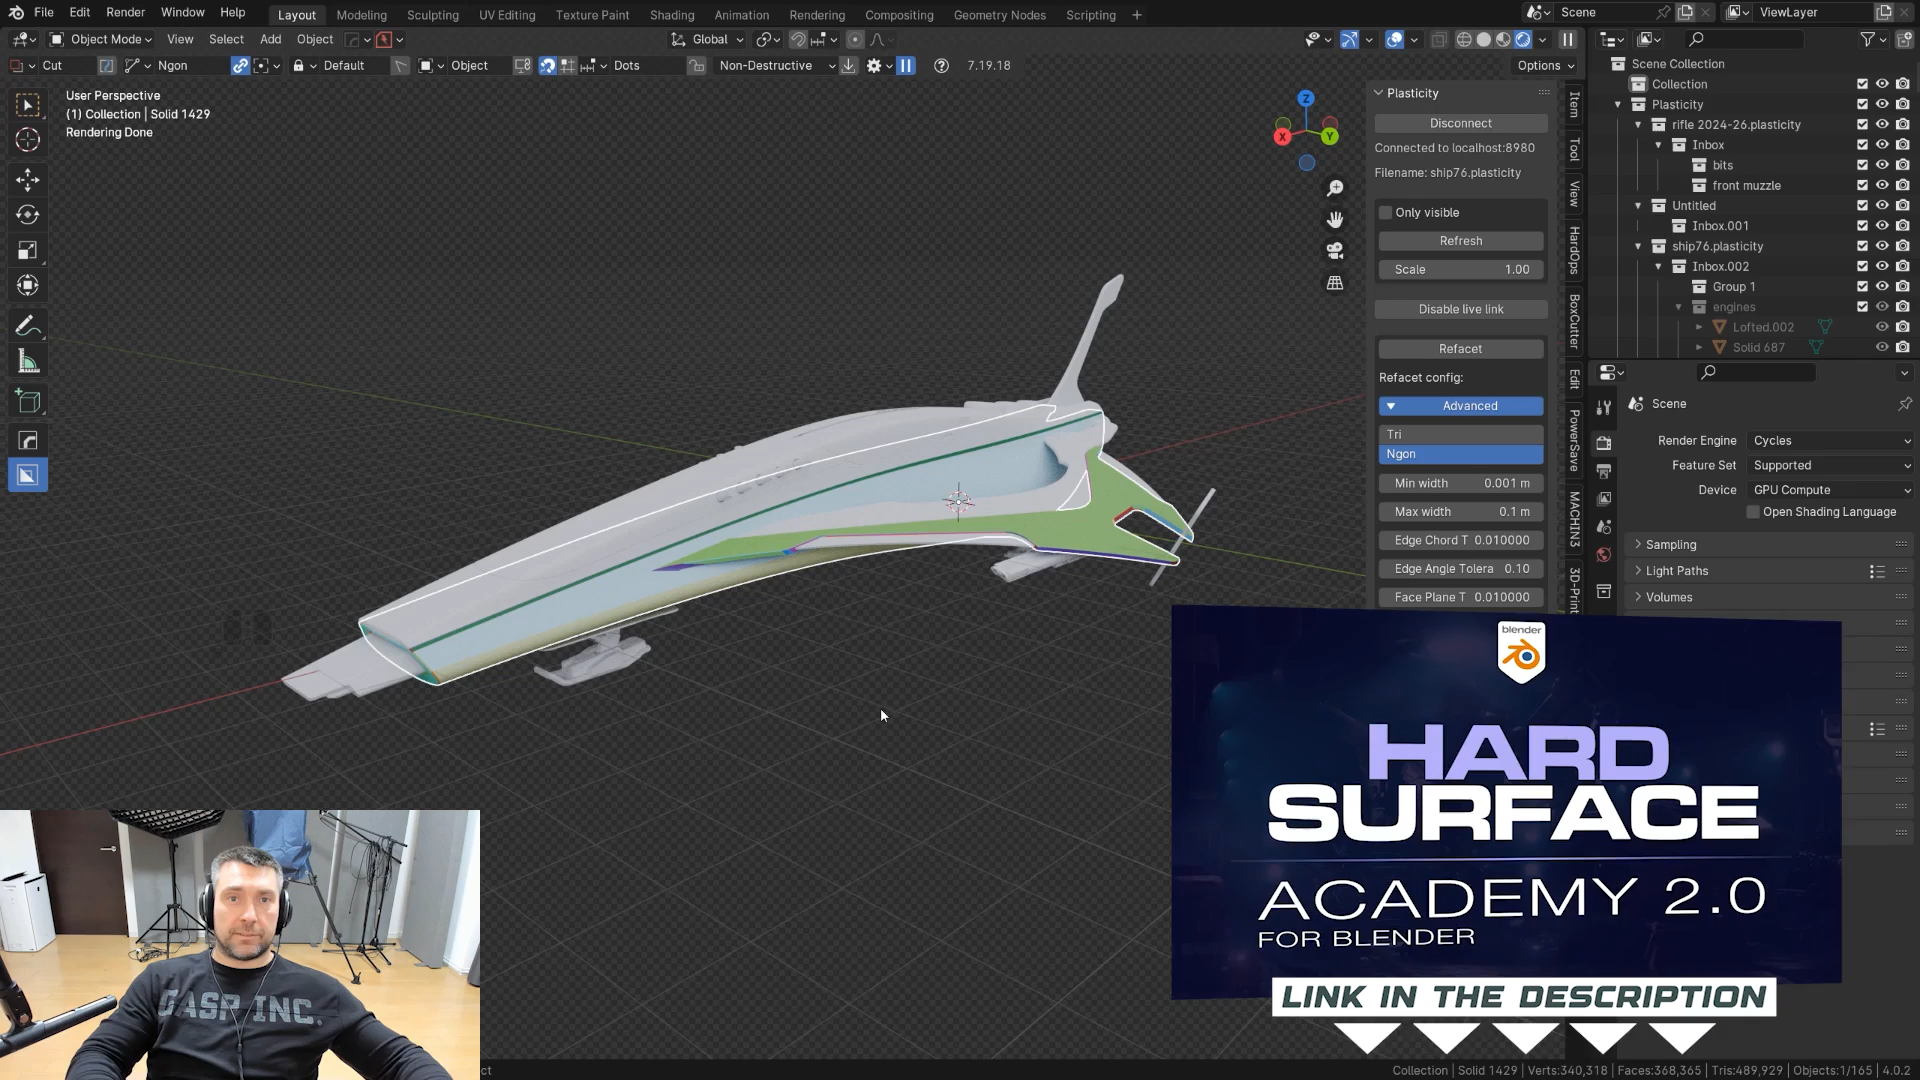 File Edit Render Window Help Layout Modeling Sculpting UV Editing Texture Paint Shading Animation Rendering Compositing Geometry Nodes Scripting + Scene ViewLayer
Object Mode View Select Add Object Global
Cut Ngon Default Object Dots Non-Destructive 7.19.18 Options
User Perspective
(1) Collection | Solid 1429
Rendering Done
Z
X
Y
Plasticity
Disconnect
Connected to localhost:8980
Filename: ship76.plasticity
Only visible
Refresh
Scale 1.00
Disable live link
Refacet
Refacet config:
Advanced
Tri
Ngon
Min width 0.001 m
Max width 0.1 m
Edge Chord T 0.010000
Edge Angle Tolera 0.10
Face Plane T 0.010000
Item
Tool
View
HardOps
BoxCutter
Edit
PowerSave
MACHIN3
3D-Print
Scene Collection
Collection
Plasticity
rifle 2024-26.plasticity
Inbox
bits
front muzzle
Untitled
Inbox.001
ship76.plasticity
Inbox.002
Group 1
engines
Lofted.002
Solid 687
Scene
Render Engine Cycles
Feature Set Supported
Device GPU Compute
Open Shading Language
Sampling
Light Paths
Volumes
blender
HARD
SURFACE
ACADEMY 2.0
FOR BLENDER
LINK IN THE DESCRIPTION
GASP INC.
ct
Collection | Solid 1429 | Verts:340,318 | Faces:368,365 | Tris:489,929 | Objects:1/165 | 4.0.2